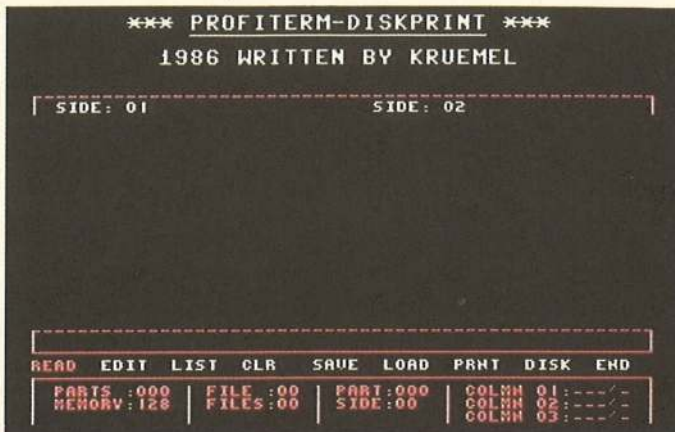 *** PROFITERM-DISKPRINT ***
1986 WRITTEN BY KRUEMEL
SIDE: 01 SIDE: 02
READ EDIT LIST CLR SAVE LOAD PRNT DISK END
PARTS :000 FILE :00 PART:000 COLMN 01:---/-
MEMORY:128 FILES:00 SIDE:00 COLMN 02:---/-
COLMN 03:---/-